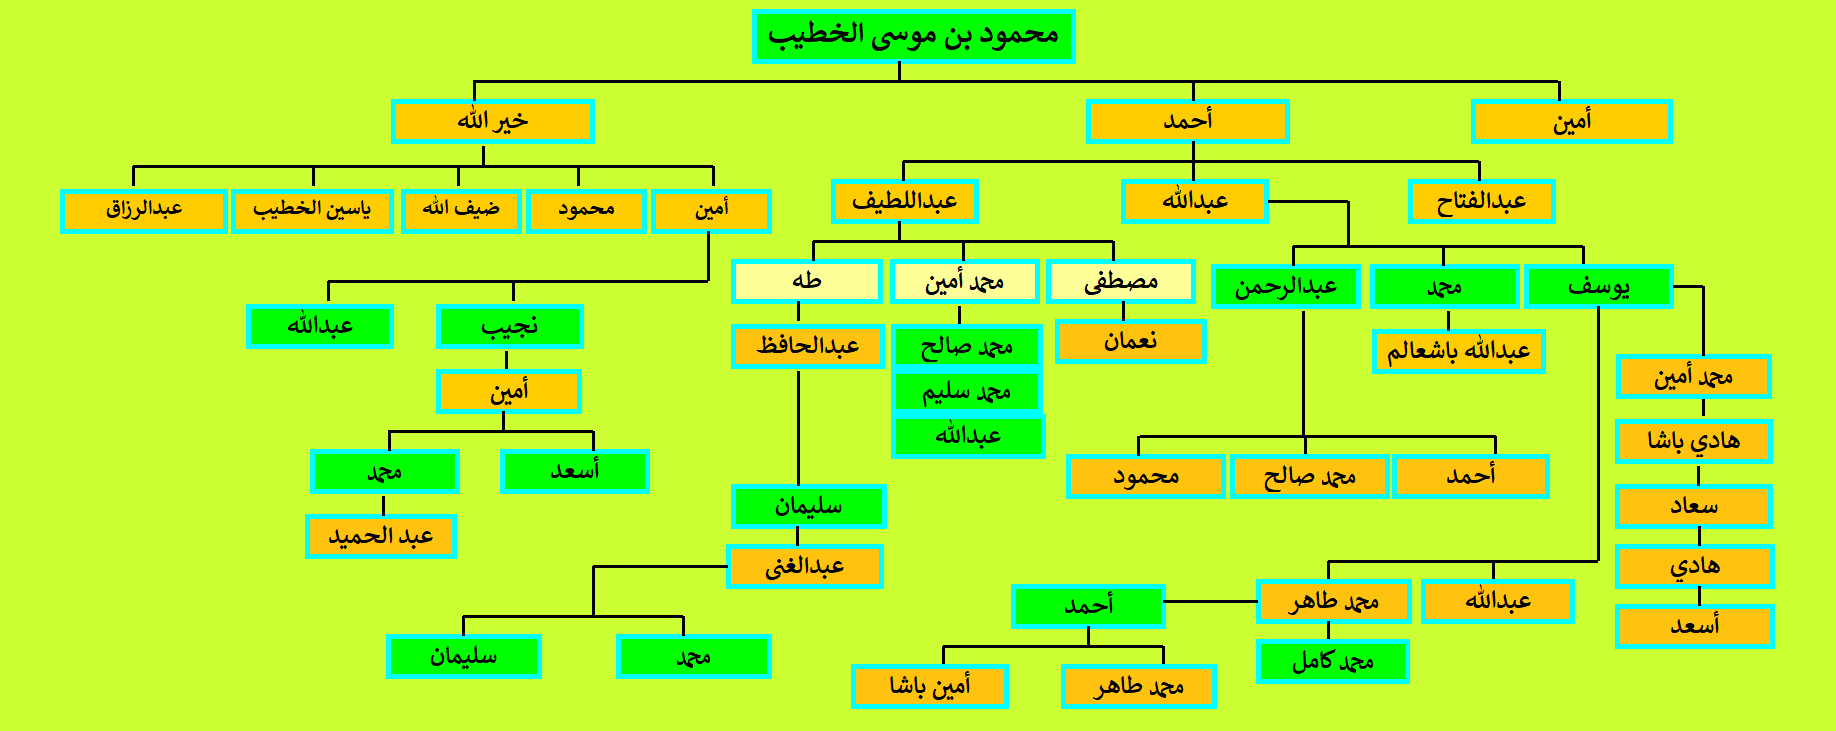 محمود بن موسى الخطيب
أمين
أحمد
خير الله
عبدالفتاح
عبدالله
عبداللطيف
أمين
محمود
ضيف الله
ياسين الخطيب
عبدالرزاق
يوسف
محمد
عبدالرحمن
مصطفى
محمد أمين
طه
نجيب
عبدالله
عبدالله باشعالم
نعمان
محمد صالح
عبدالحافظ
محمد أمين
محمد سليم
أمين
هادي باشا
عبدالله
أحمد
محمد صالح
محمود
أسعد
محمد
سعاد
سليمان
عبد الحميد
هادي
عبدالغنى
أسعد
عبدالله
محمد طاهر
أحمد
محمد كامل
محمد
سليمان
محمد طاهر
أمين باشا